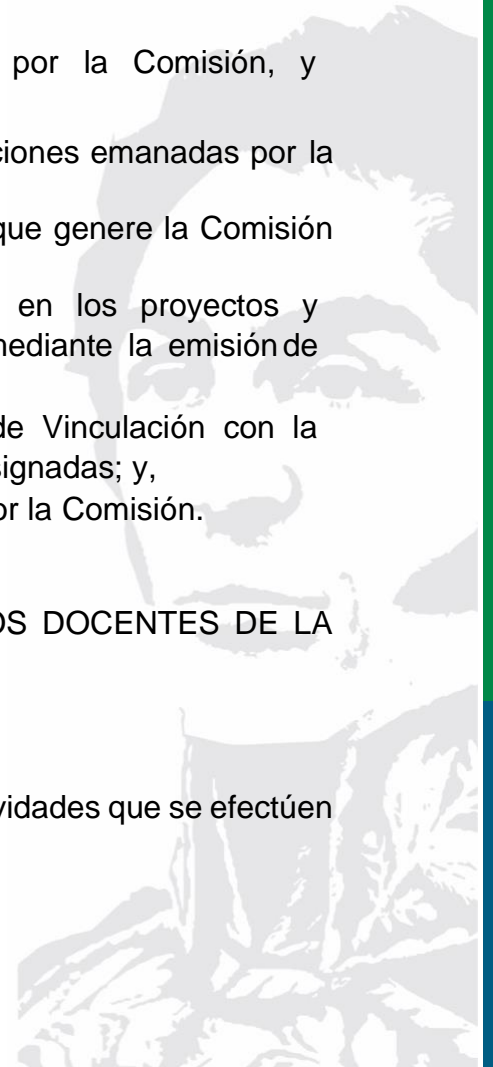 por la Comisión, y
ciones emanadas por la
que genere la Comisión
en los proyectos y
mediante la emisión de
de Vinculación con la
signadas; y,
or la Comisión.
OS DOCENTES DE LA
vidades que se efectúen